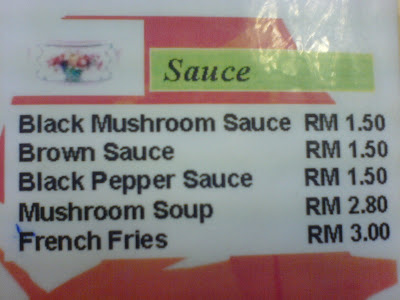 Sauce
Black Mushroom Sauce RM 1.50
Brown Sauce RM 1.50
Black Pepper Sauce RM 1.50
Mushroom Soup RM 2.80
French Fries RM 3.00